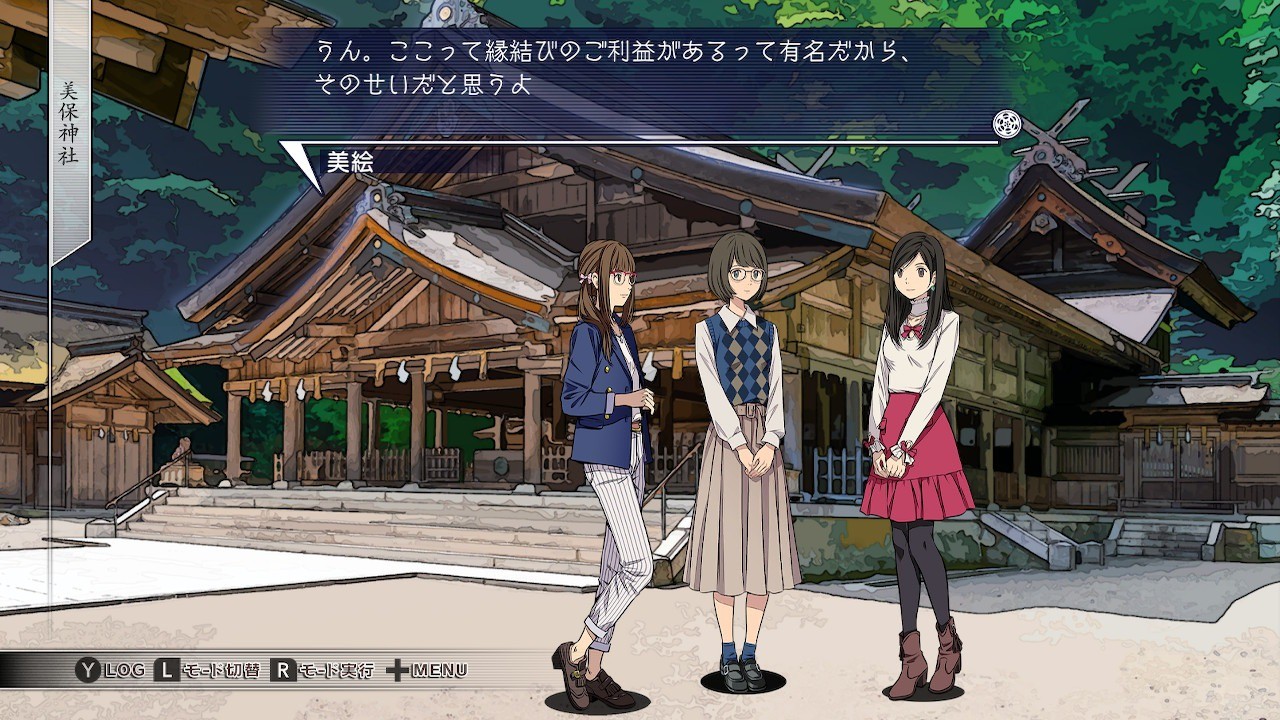 うん。ここって縁結びのご利益があるって有名だから、
そのせいだと思うよ
美絵
美保神社
Y LOG L モード切替 R モード実行 + MENU